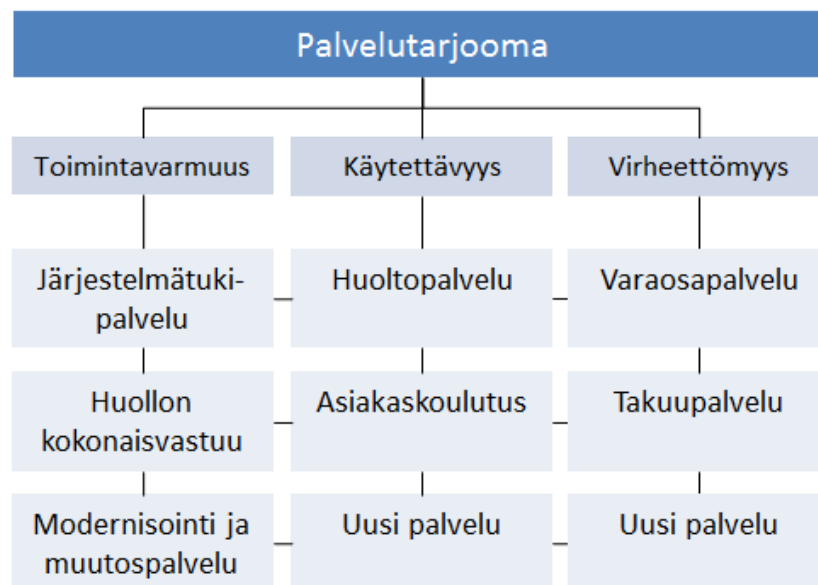 Palvelutarjooma
Toimintavarmuus
Käytettävyys
Virheettömyys
Järjestelmätuki-
palvelu
Huoltopalvelu
Varaosapalvelu
Huollon
kokonaisvastuu
Asiakaskoulutus
Takuupalvelu
Modernisointi ja
muutospalvelu
Uusi palvelu
Uusi palvelu